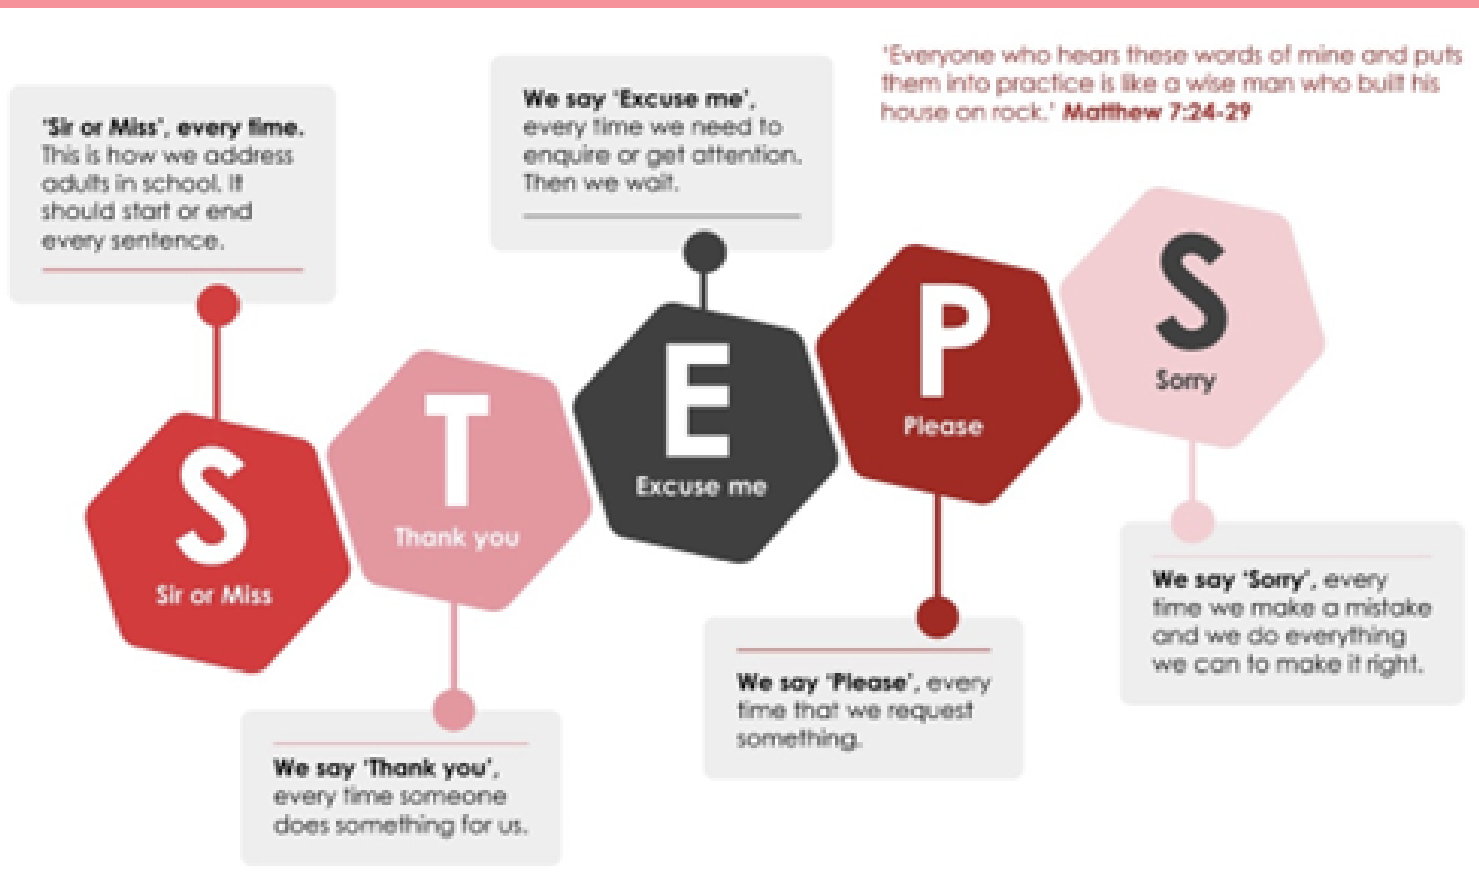 'Everyone who hears these words of mine and puts
them into practice is like a wise man who built his
house on rock.' Matthew 7:24-29
'Sir or Miss', every time.
This is how we address
adults in school. It
should start or end
every sentence.
S
Sir or Miss
T
Thank you
We say 'Thank you',
every time someone
does something for us.
We say 'Excuse me',
every time we need to
enquire or get attention.
Then we wait.
E
Excuse me
P
Please
We say 'Please', every
time that we request
something.
S
Sorry
We say 'Sorry', every
time we make a mistake
and we do everything
we can to make it right.